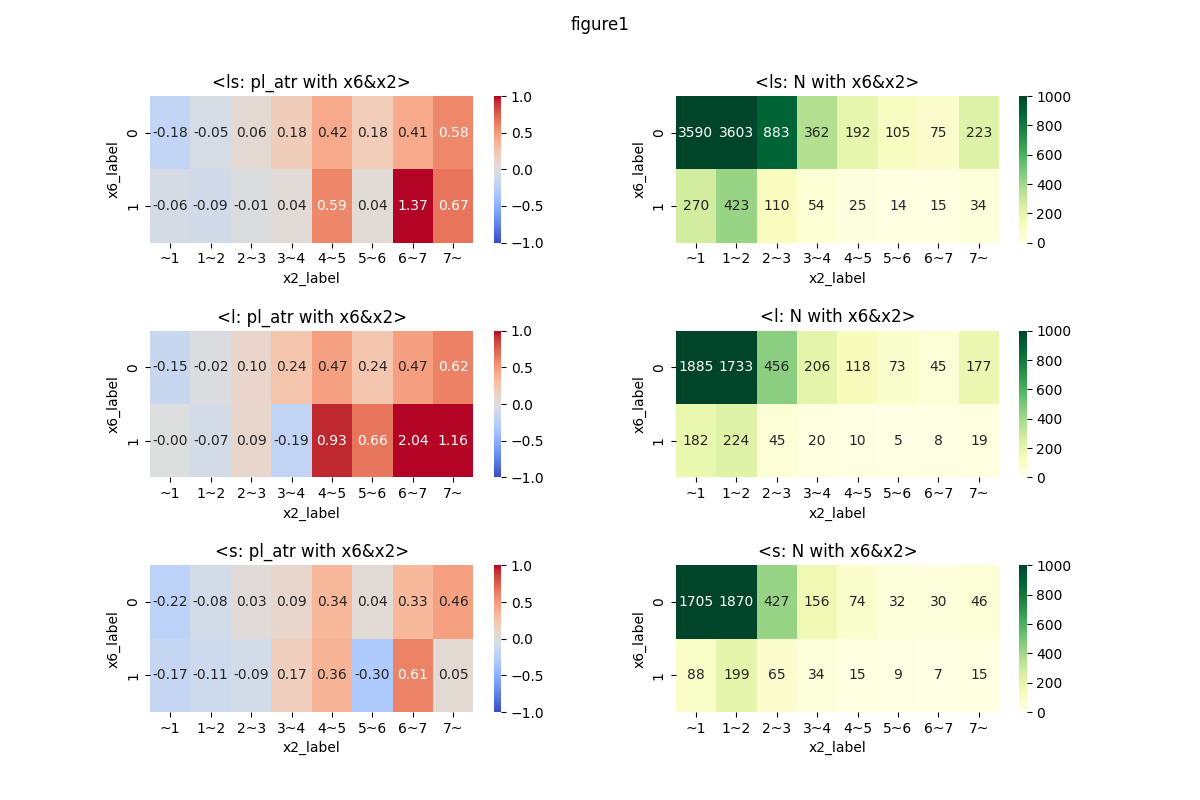 figure1
<ls: pl_atr with x6&x2>
x6_label
0 -0.18 -0.05 0.06 0.18 0.42 0.18 0.41 0.58
1 -0.06 -0.09 -0.01 0.04 0.59 0.04 1.37 0.67
~1 1~2 2~3 3~4 4~5 5~6 6~7 7~
x2_label
1.0
0.5
0.0
−0.5
−1.0
<ls: N with x6&x2>
x6_label
0 3590 3603 883 362 192 105 75 223
1 270 423 110 54 25 14 15 34
~1 1~2 2~3 3~4 4~5 5~6 6~7 7~
x2_label
1000
800
600
400
200
0
<l: pl_atr with x6&x2>
x6_label
0 -0.15 -0.02 0.10 0.24 0.47 0.24 0.47 0.62
1 -0.00 -0.07 0.09 -0.19 0.93 0.66 2.04 1.16
~1 1~2 2~3 3~4 4~5 5~6 6~7 7~
x2_label
1.0
0.5
0.0
−0.5
−1.0
<l: N with x6&x2>
x6_label
0 1885 1733 456 206 118 73 45 177
1 182 224 45 20 10 5 8 19
~1 1~2 2~3 3~4 4~5 5~6 6~7 7~
x2_label
1000
800
600
400
200
0
<s: pl_atr with x6&x2>
x6_label
0 -0.22 -0.08 0.03 0.09 0.34 0.04 0.33 0.46
1 -0.17 -0.11 -0.09 0.17 0.36 -0.30 0.61 0.05
~1 1~2 2~3 3~4 4~5 5~6 6~7 7~
x2_label
1.0
0.5
0.0
−0.5
−1.0
<s: N with x6&x2>
x6_label
0 1705 1870 427 156 74 32 30 46
1 88 199 65 34 15 9 7 15
~1 1~2 2~3 3~4 4~5 5~6 6~7 7~
x2_label
1000
800
600
400
200
0